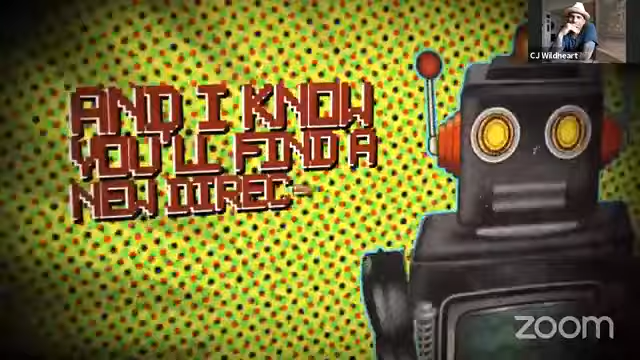 AND I KNOW
YOU'LL FIND A
NEW DIREC
CJ Wildheart
zoom